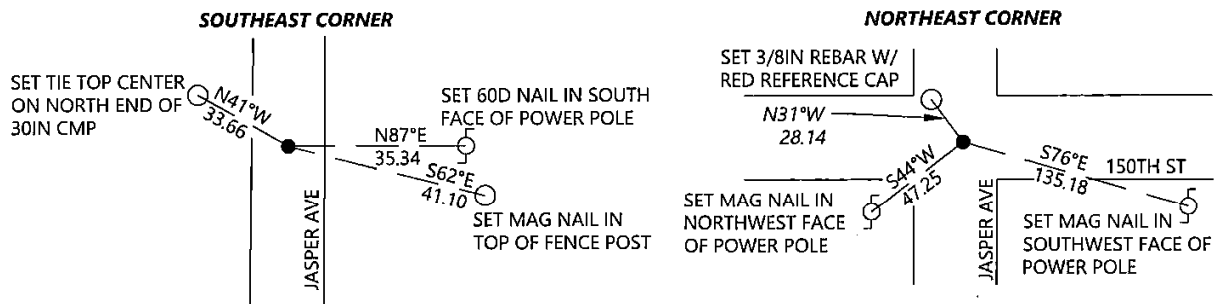 SOUTHEAST CORNER
SET TIE TOP CENTER
ON NORTH END OF
30IN CMP
N41°W
33.66
SET 60D NAIL IN SOUTH
FACE OF POWER POLE
N87°E
35.34
S62°E
41.10
SET MAG NAIL IN
TOP OF FENCE POST
JASPER AVE
NORTHEAST CORNER
SET 3/8IN REBAR W/
RED REFERENCE CAP
N31°W
28.14
S44°W
47.25
S76°E
135.18
150TH ST
SET MAG NAIL IN
NORTHWEST FACE
OF POWER POLE
JASPER AVE
SET MAG NAIL IN
SOUTHWEST FACE OF
POWER POLE